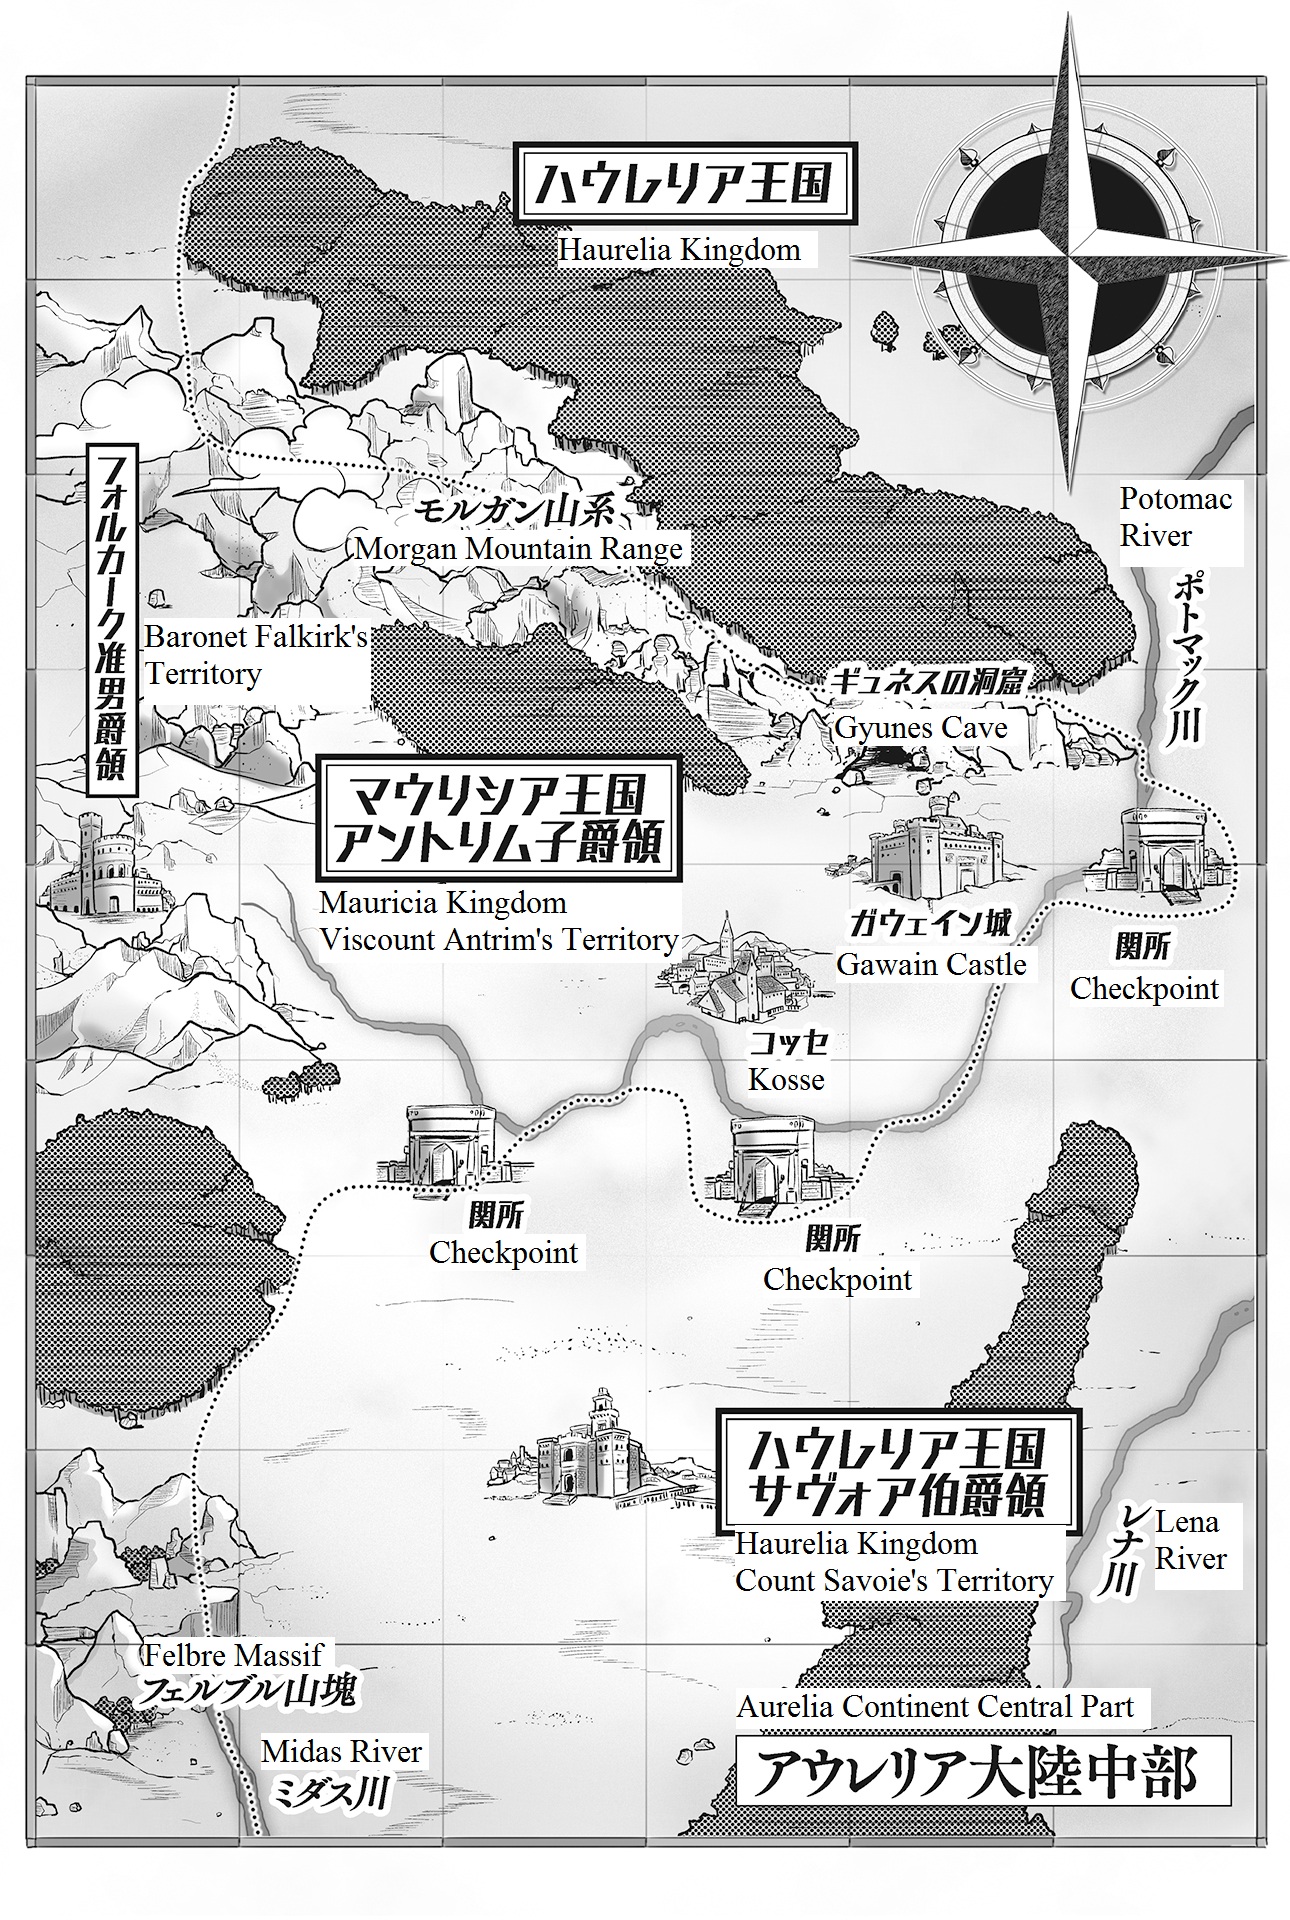 ハウレリア王国
Haurelia Kingdom
モルガン山系
Morgan Mountain Range
Potomac
River
ポトマック川
フォルカーク准男爵領
Baronet Falkirk's
Territory
ギュネスの洞窟
Gyunes Cave
マウリシア王国
アントリム子爵領
Mauricia Kingdom
Viscount Antrim's Territory
ガウェイン城
Gawain Castle
関所
Checkpoint
コッセ
Kosse
関所
Checkpoint
関所
Checkpoint
ハウレリア王国
サヴォア伯爵領
Haurelia Kingdom
Count Savoie's Territory
レナ川
Lena
River
Felbre Massif
フェルブル山塊
Midas River
ミダス川
Aurelia Continent Central Part
アウレリア大陸中部